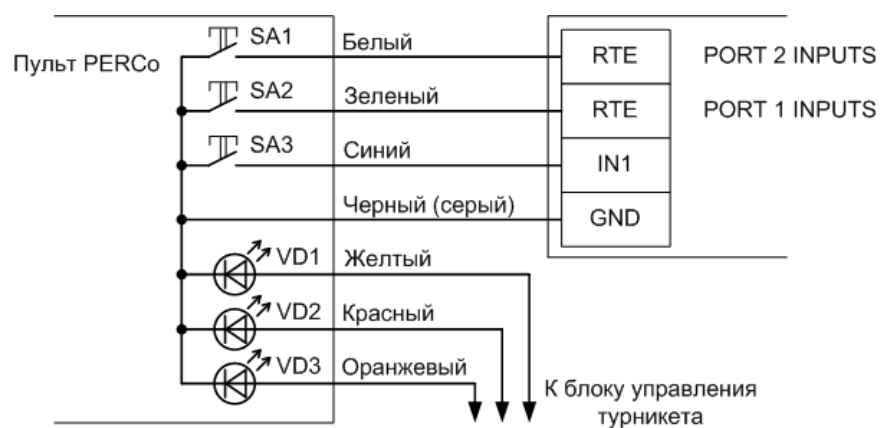 Пульт PERCo
SA1 Белый RTE PORT 2 INPUTS
SA2 Зеленый RTE PORT 1 INPUTS
SA3 Синий IN1
Черный (серый) GND
VD1 Желтый
VD2 Красный
VD3 Оранжевый
К блоку управления
турникета